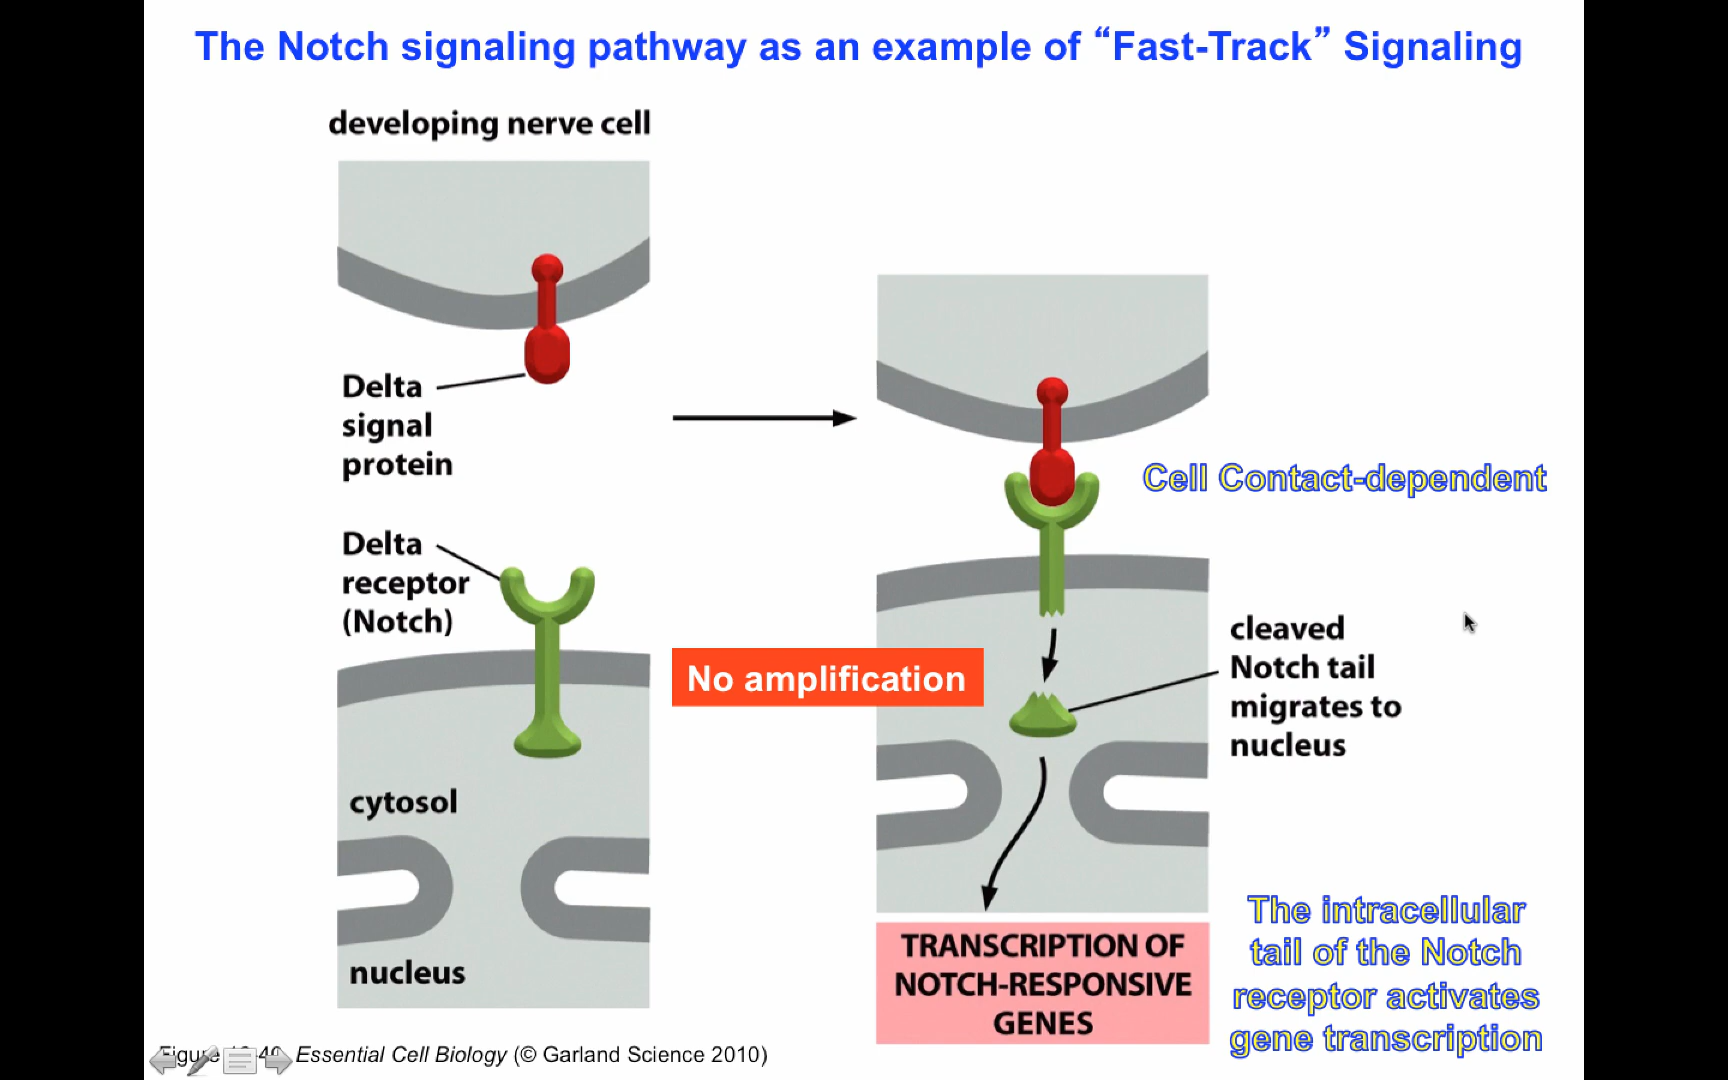 The Notch signaling pathway as an example of “Fast-Track” Signaling
developing nerve cell
Delta
signal
protein
Delta
receptor
(Notch)
cytosol
nucleus
No amplification
Cell Contact-dependent
cleaved
Notch tail
migrates to
nucleus
TRANSCRIPTION OF
NOTCH-RESPONSIVE
GENES
The intracellular
tail of the Notch
receptor activates
gene transcription
Figure Essential Cell Biology (© Garland Science 2010)